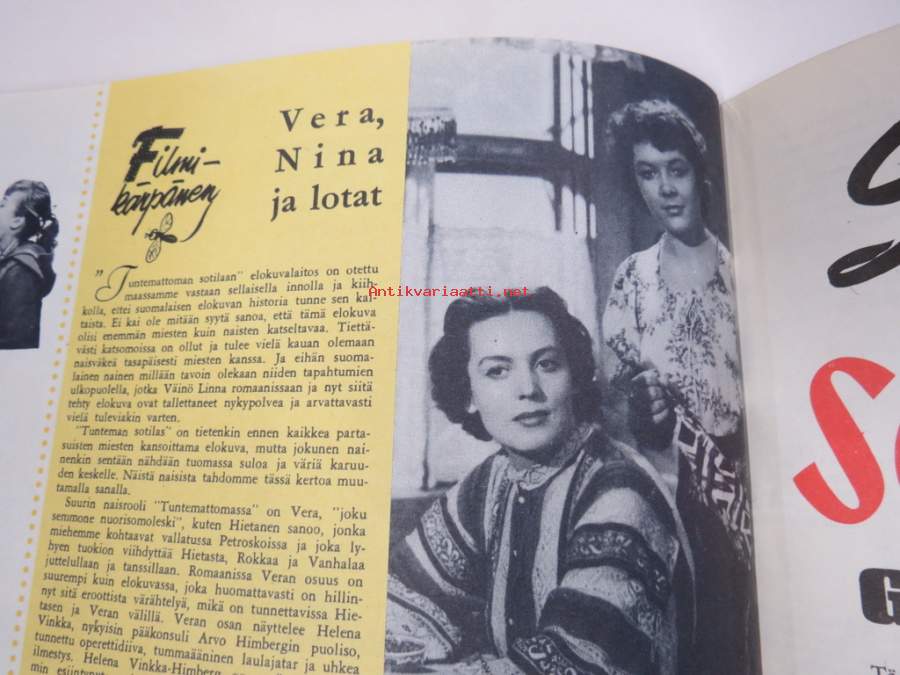 Filmi-
kärpänen
Vera,
Nina
ja lotat
"Tuntemattoman sotilaan" elokuvalaitos on otettu
maassamme vastaan sellaisella innolla ja kiih-
kolla, ettei suomalaisen elokuvan historia tunne sen kal-
taista. Ei kai ole mitään syytä sanoa, että tämä elokuva
olisi enemmän miesten kuin naisten katseltavaa. Tiettä-
västi katsomoissa on ollut ja tulee vielä kauan olemaan
naisväkeä tasapäisesti miesten kanssa. Ja eihän suoma-
lainen nainen millään tavoin olekaan niiden tapahtumien
ulkopuolella, jotka Väinö Linna romaanissaan ja nyt siitä
tehty elokuva ovat tallettaneet nykypolvea ja arvattavasti
vielä tuleviakin varten.
"Tunteman sotilas" on tietenkin ennen kaikkea parta-
suisten miesten kansoittama elokuva, mutta jokunen nai-
nenkin sentään nähdään tuomassa suloa ja väriä karuu-
den keskelle. Näistä naisista tahdomme tässä kertoa muu-
tamalla sanalla.
Suurin naisrooli "Tuntemattomassa" on Vera, "joku
semmone nuorisomoleski", kuten Hietanen sanoo, jonka
miehemme kohtaavat vallatussa Petroskoissa ja joka ly-
hyen tuokion viihdyttää Hietasta, Rokkaa ja Vanhalaa
juttelullaan ja tanssillaan. Romaanissa Veran osuus on
suurempi kuin elokuvassa, joka huomattavasti on hillin-
nyt sitä eroottista värähtelyä, mikä on tunnettavissa Hie-
tasen ja Veran välillä. Veran osan näyttelee Helena
Vinkka, nykyisin pääkonsuli Arvo Himbergin puoliso,
tunnettu operettidiiva, tummaääninen laulajatar ja uhkea
ilmestys. Helena Vinkka-Himberg
min esiintynyt
Antikvariaatti.net
S
S
G
Tä